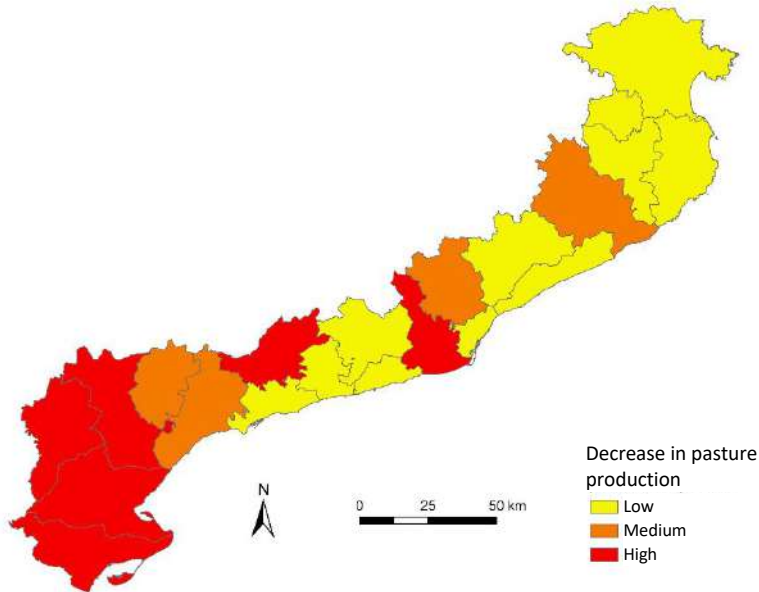 N
0 25 50 km
Decrease in pasture
production
Low
Medium
High